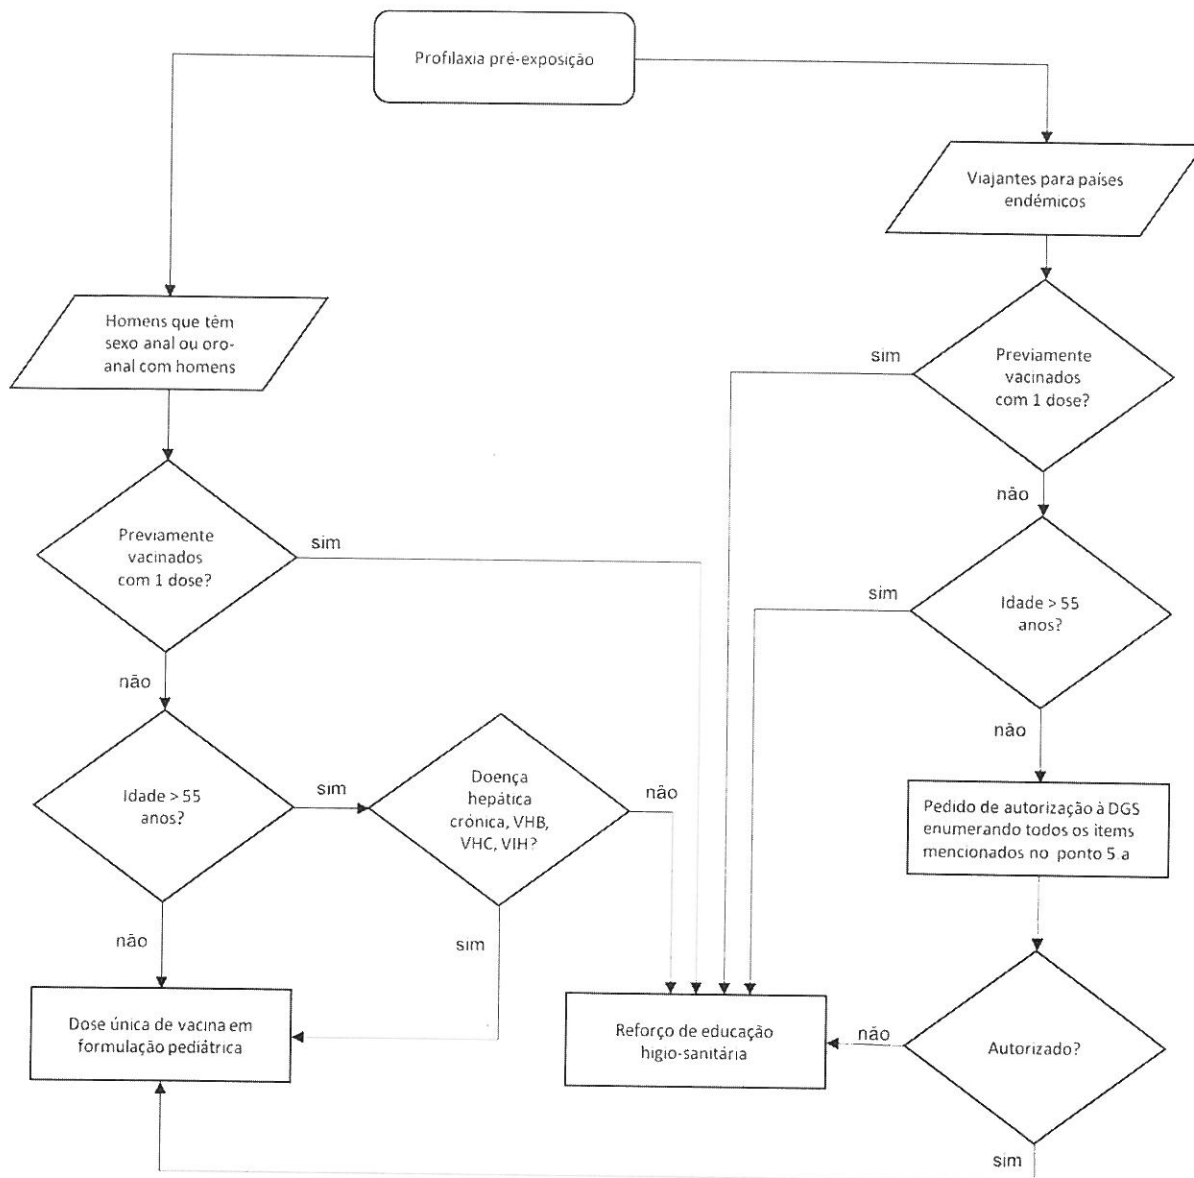 Profilaxia pré-exposição
Viajantes para países
endémicos
Homens que têm
sexo anal ou oro-
anal com homens
sim
Previamente
vacinados
com 1 dose?
não
Previamente
vacinados
com 1 dose?
sim
sim
Idade > 55
anos?
não
não
Idade > 55
anos?
sim
Doença
hepática
crónica, VHB,
VHC, VIH?
não
Pedido de autorização à DGS
enumerando todos os items
mencionados no ponto 5.a
não
sim
Dose única de vacina em
formulação pediátrica
Reforço de educação
higio-sanitária
não
Autorizado?
sim